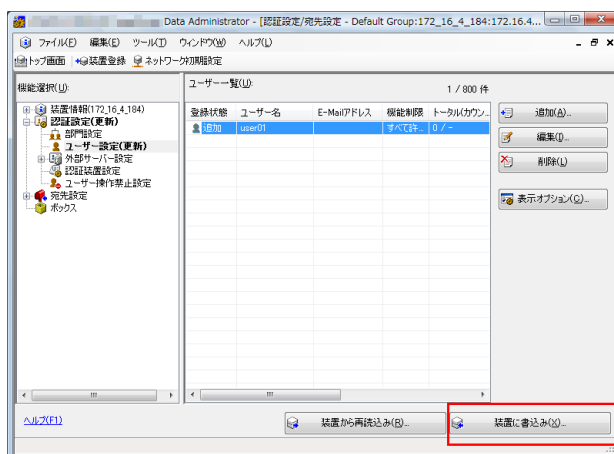 Data Administrator - [認証設定/宛先設定 - Default Group:172_16_4_184:172.16.4...
ファイル(F) 編集(E) ツール(T) ウィンドウ(W) ヘルプ(L)
トップ画面 装置登録 ネットワーク初期設定
機能選択(U):
装置情報(172_16_4_184)
認証設定(更新)
部門設定
ユーザー設定(更新)
外部サーバー設定
認証装置設定
ユーザー操作禁止設定
宛先設定
ボックス
ユーザー一覧(U):
1 / 800 件
登録状態 ユーザー名 E-Mailアドレス 機能制限 トータル(カウン...
追加 user01 すべて許... 0 / -
追加(A)...
編集(I)...
削除(L)
表示オプション(C)...
ヘルプ(F1)
装置から再読込み(R)...
装置に書込み(X)...